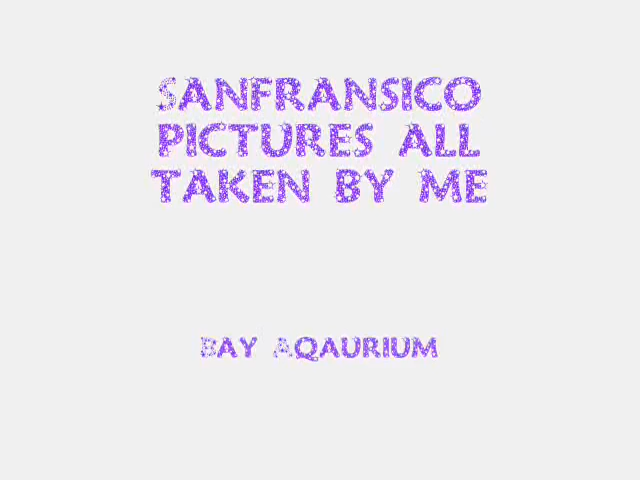 SANFRANSICO
PICTURES ALL
TAKEN BY ME
BAY AQAURIUM